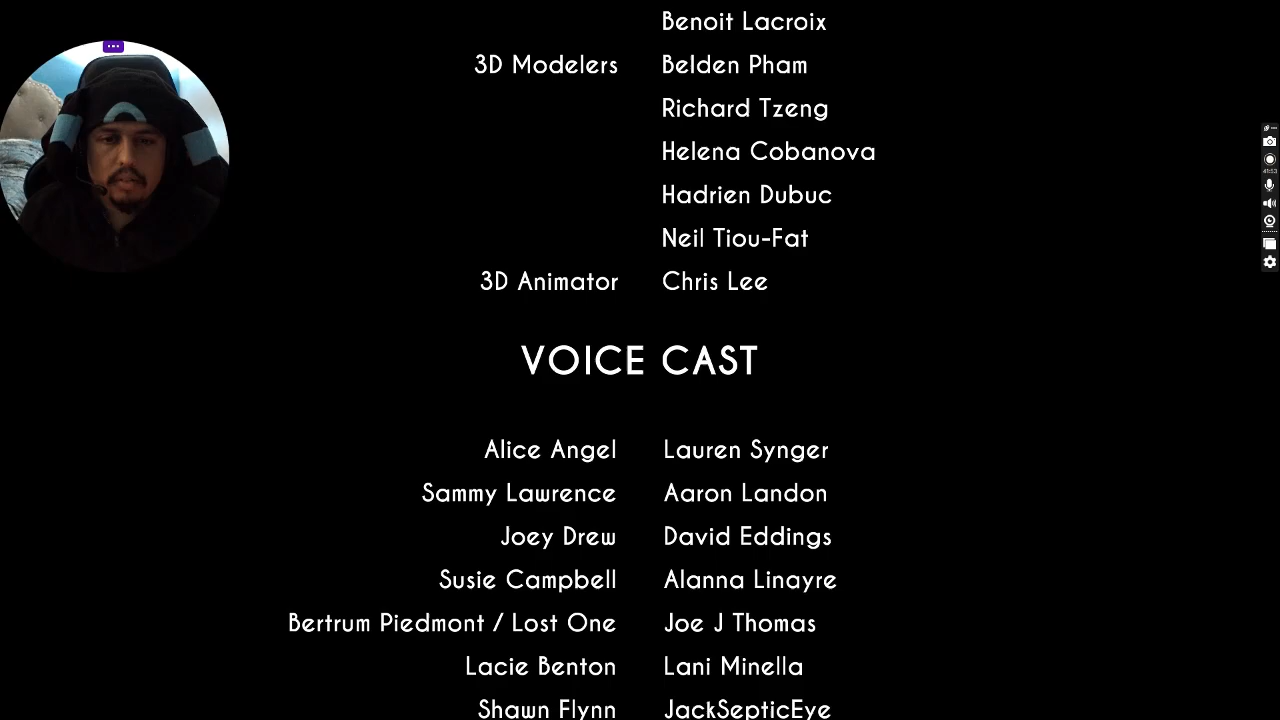 Benoit Lacroix
3D Modelers Belden Pham
Richard Tzeng
Helena Cobanova
Hadrien Dubuc
Neil Tiou-Fat
3D Animator Chris Lee
VOICE CAST
Alice Angel Lauren Synger
Sammy Lawrence Aaron Landon
Joey Drew David Eddings
Susie Campbell Alanna Linayre
Bertrum Piedmont / Lost One Joe J Thomas
Lacie Benton Lani Minella
Shawn Flynn JackSepticEye
41:53